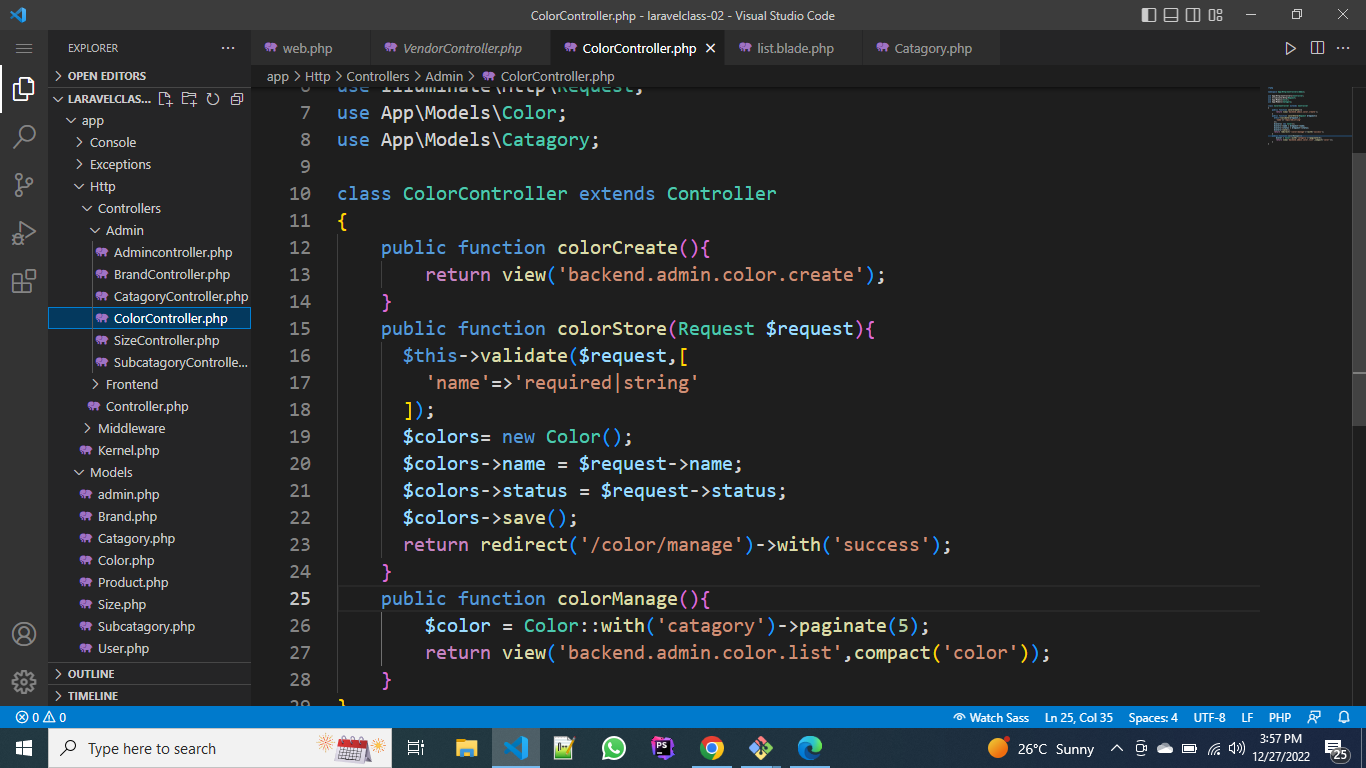 ColorController.php - laravelclass-02 - Visual Studio Code
EXPLORER
web.php
VendorController.php
ColorController.php
list.blade.php
Catagory.php
OPEN EDITORS
LARAVELCLAS...
app
Console
Exceptions
Http
Controllers
Admin
Admincontroller.php
BrandController.php
CatagoryController.php
ColorController.php
SizeController.php
SubcatagoryControlle...
Frontend
Controller.php
Middleware
Kernel.php
Models
admin.php
Brand.php
Catagory.php
Color.php
Product.php
Size.php
Subcatagory.php
User.php
OUTLINE
TIMELINE
app > Http > Controllers > Admin > ColorController.php
6 use Illuminate\Http\Request;
7 use App\Models\Color;
8 use App\Models\Catagory;
9
10 class ColorController extends Controller
11 {
12 public function colorCreate(){
13 return view('backend.admin.color.create');
14 }
15 public function colorStore(Request $request){
16 $this->validate($request,[
17 'name'=>'required|string'
18 ]);
19 $colors= new Color();
20 $colors->name = $request->name;
21 $colors->status = $request->status;
22 $colors->save();
23 return redirect('/color/manage')->with('success');
24 }
25 public function colorManage(){
26 $color = Color::with('catagory')->paginate(5);
27 return view('backend.admin.color.list',compact('color'));
28 }
29 }
0 0
Watch Sass
Ln 25, Col 35
Spaces: 4
UTF-8
LF
PHP
Type here to search
PS
26°C Sunny
3:57 PM
12/27/2022
25